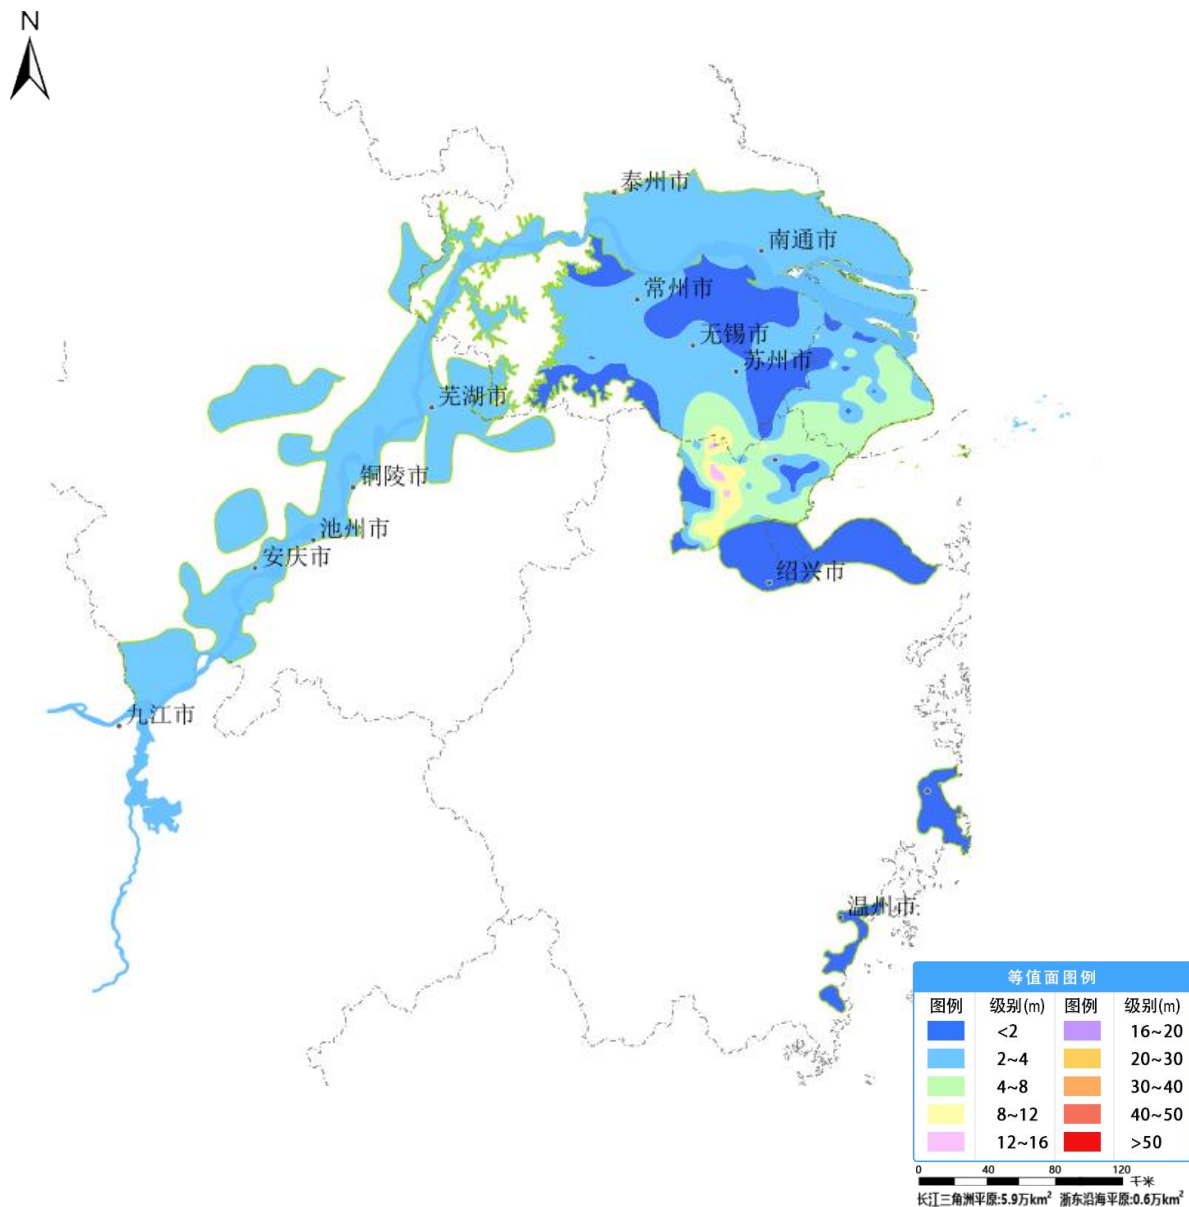 N
泰州市
南通市
常州市
无锡市
苏州市
芜湖市
铜陵市
池州市
安庆市
绍兴市
九江市
温州市
等值面图例
图例 级别(m) 图例 级别(m)
<2 16~20
2~4 20~30
4~8 30~40
8~12 40~50
12~16 >50
0 40 80 120
千米
长江三角洲平原:5.9万km² 浙东沿海平原:0.6万km²